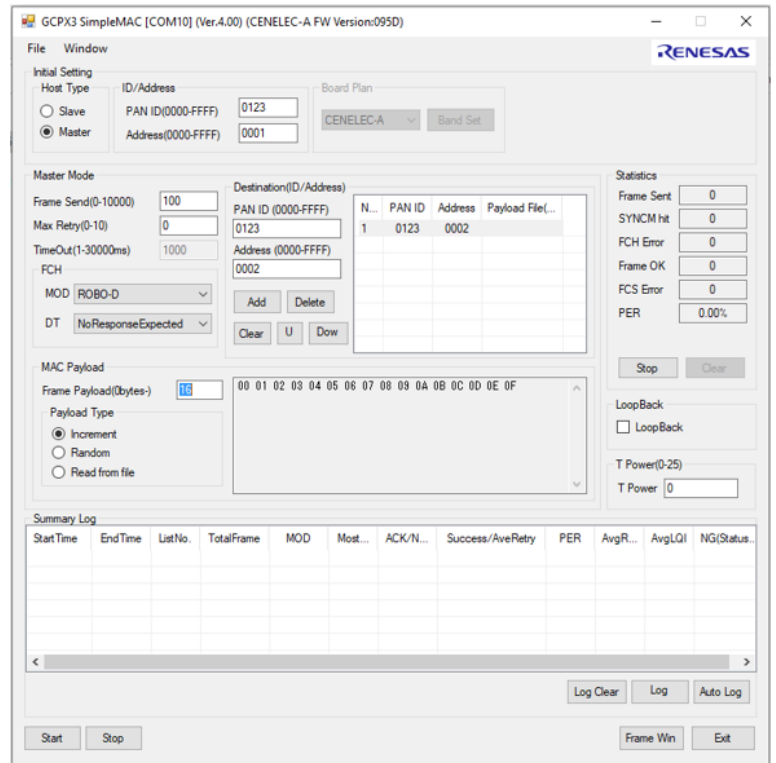 GCPX3 SimpleMAC [COM10] (Ver.4.00) (CENELEC-A FW Version:095D)
File Window
RENESAS
Initial Setting
Host Type
Slave
Master
ID/Address
PAN ID(0000-FFFF) 0123
Address(0000-FFFF) 0001
Board Plan
CENELEC-A Band Set
Master Mode
Frame Send(0-10000) 100
Max Retry(0-10) 0
TimeOut(1-30000ms) 1000
FCH
MOD ROBO-D
DT NoResponseExpected
Destination(ID/Address)
PAN ID (0000-FFFF)
0123
Address (0000-FFFF)
0002
Add Delete
Clear U Dow
N... PAN ID Address Payload File(...
1 0123 0002
Statistics
Frame Sent 0
SYNCM hit 0
FCH Error 0
Frame OK 0
FCS Error 0
PER 0.00%
Stop Clear
MAC Payload
Frame Payload(0bytes-) 16
Payload Type
Increment
Random
Read from file
00 01 02 03 04 05 06 07 08 09 0A 0B 0C 0D 0E 0F
LoopBack
LoopBack
T Power(0-25)
T Power 0
Summary Log
StartTime EndTime ListNo. TotalFrame MOD Most... ACK/N... Success/AveRetry PER AvgR... AvgLQI NG(Status..
Log Clear Log Auto Log
Start Stop Frame Win Exit